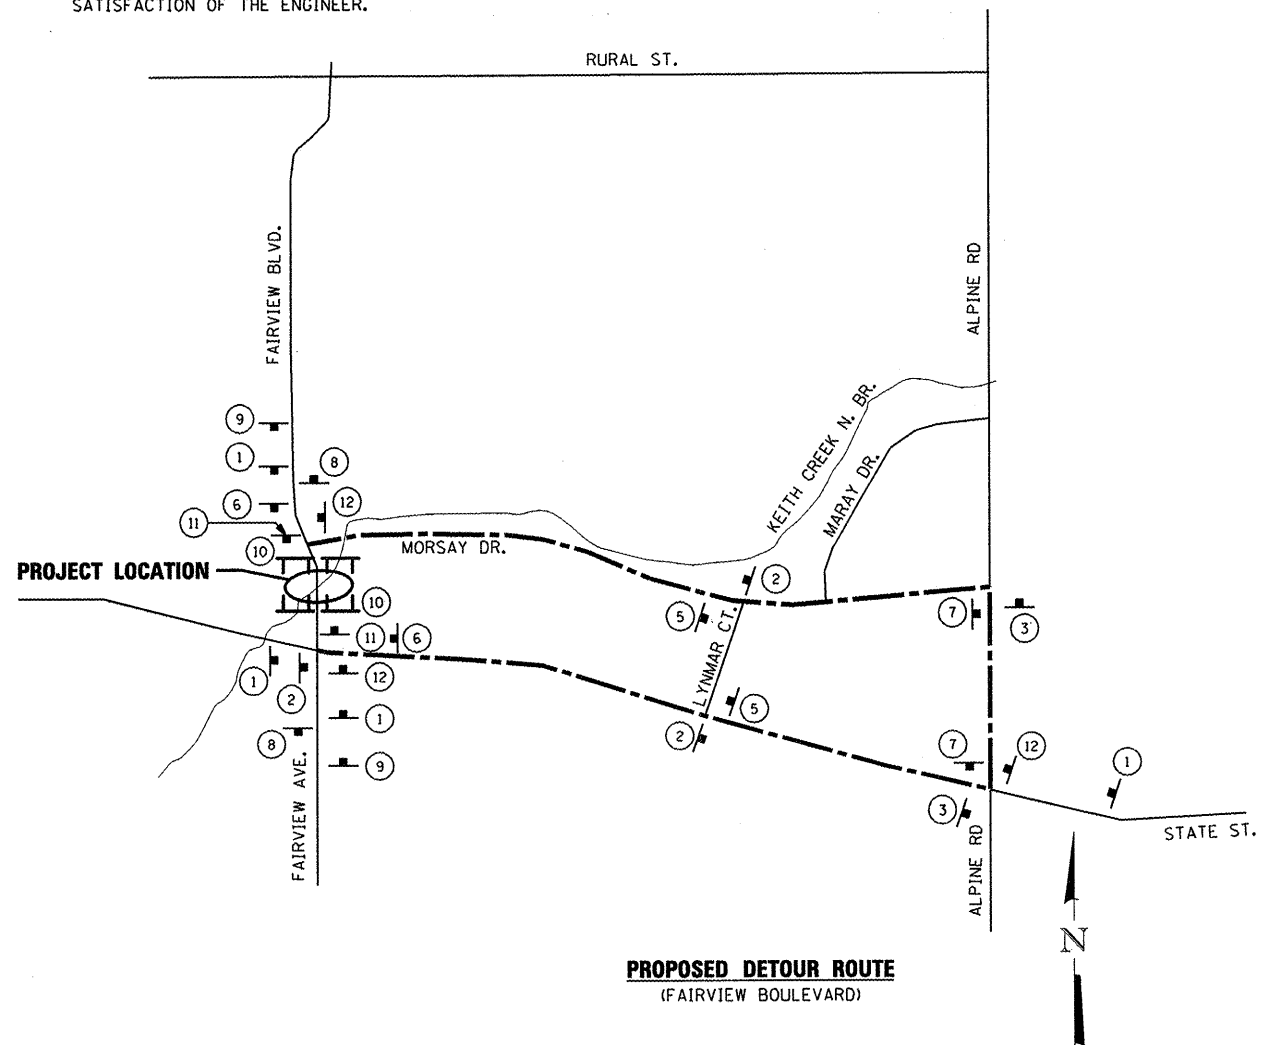 SATISFACTION OF THE ENGINEER.
RURAL ST.
FAIRVIEW BLVD.
ALPINE RD
9
1
8
6
12
11
10
KEITH CREEK N. BR.
MARAY DR.
MORSAY DR.
PROJECT LOCATION
2
10
5
7
3
11
6
LYNMAR CT.
12
1
2
5
1
2
8
9
7
12
1
3
FAIRVIEW AVE.
ALPINE RD
STATE ST.
N
PROPOSED DETOUR ROUTE
(FAIRVIEW BOULEVARD)